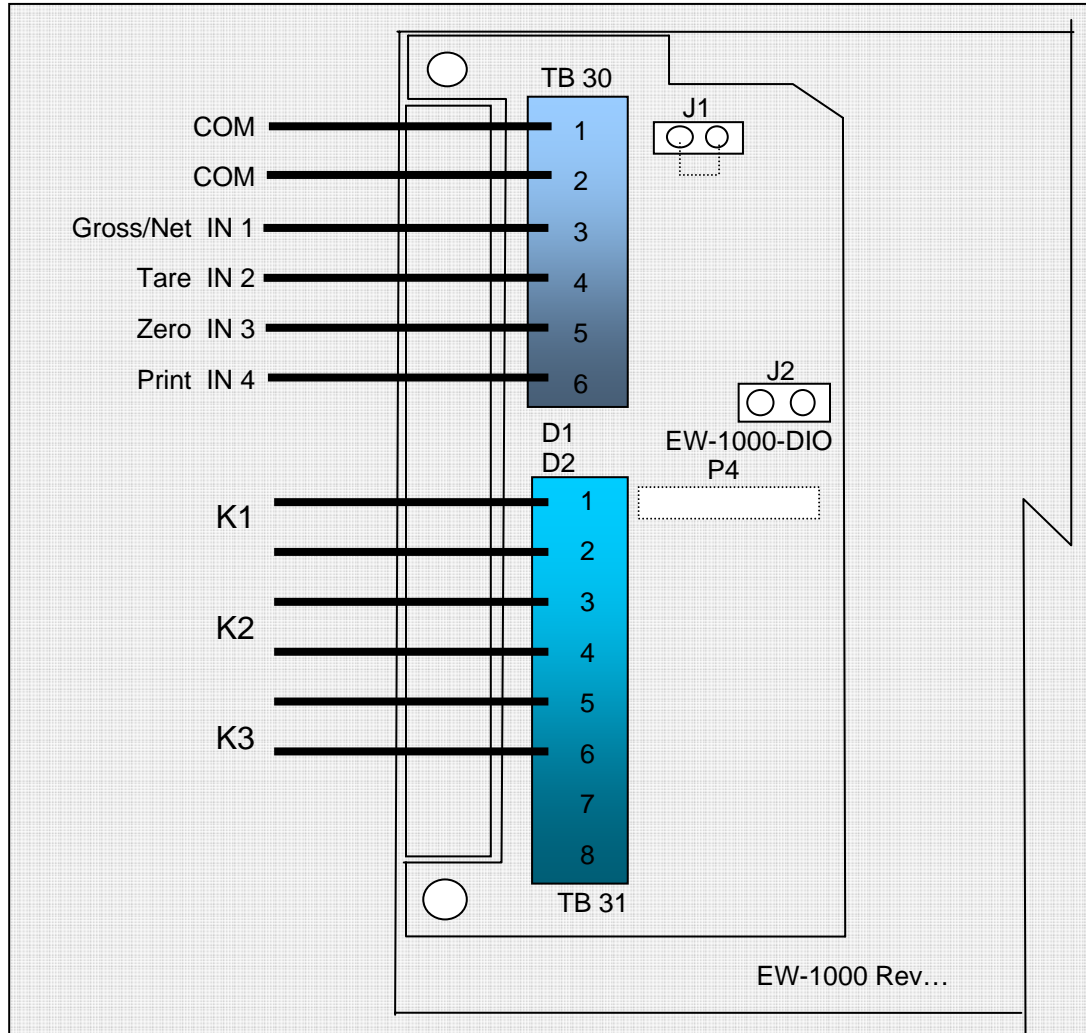 TB 30
J1
COM 1
COM 2
Gross/Net IN 1 3
Tare IN 2 4
Zero IN 3 5
Print IN 4 6
J2
D1
EW-1000-DIO
D2
P4
K1
1
2
K2
3
4
K3
5
6
7
8
TB 31
EW-1000 Rev…